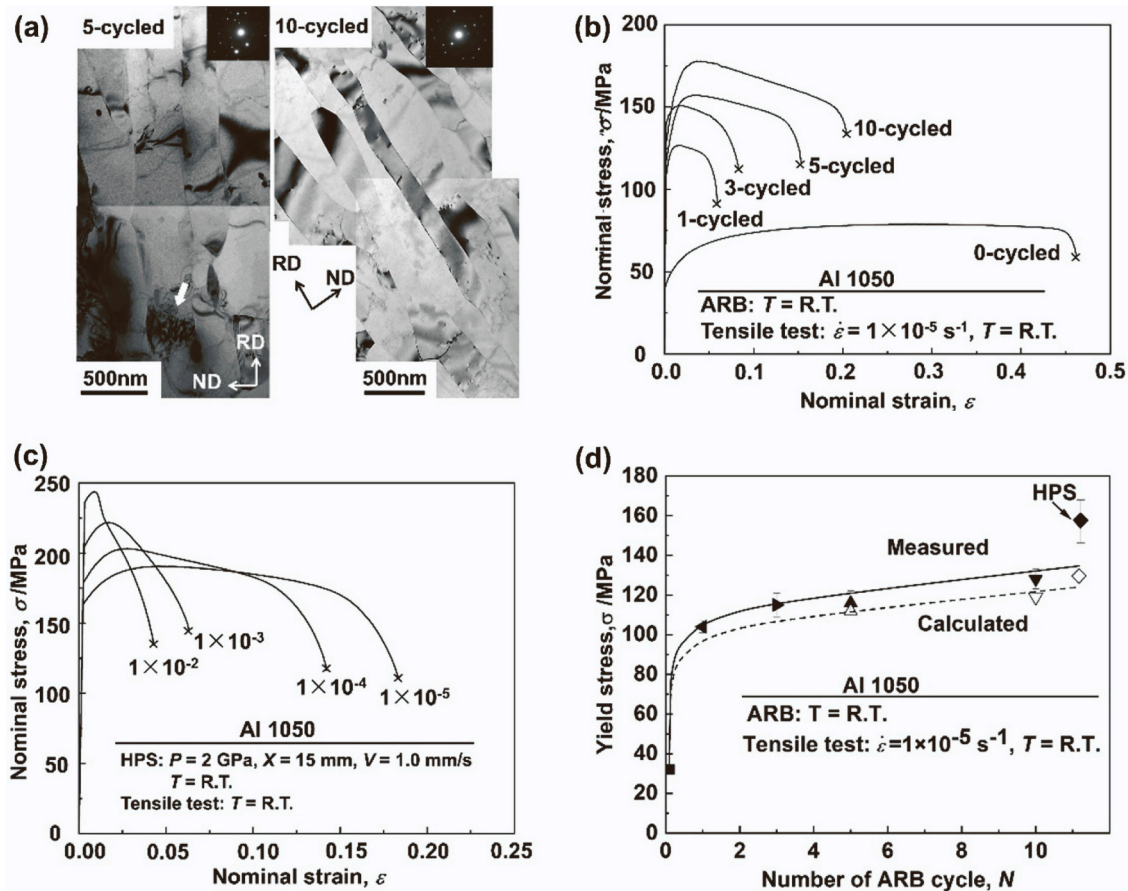 (a)
5-cycled
10-cycled
RD
ND
500nm
RD
ND
500nm
(b)
Nominal stress, σ/MPa
200
150
100
50
0
10-cycled
5-cycled
3-cycled
1-cycled
0-cycled
Al 1050
ARB: T = R.T.
Tensile test: ε̇ = 1×10⁻⁵ s⁻¹, T = R.T.
0.0 0.1 0.2 0.3 0.4 0.5
Nominal strain, ε
(c)
Nominal stress, σ/MPa
250
200
150
100
50
0
1×10⁻²
1×10⁻³
1×10⁻⁴
1×10⁻⁵
Al 1050
HPS: P = 2 GPa, X = 15 mm, V = 1.0 mm/s
T = R.T.
Tensile test: T = R.T.
0.00 0.05 0.10 0.15 0.20 0.25
Nominal strain, ε
(d)
Yield stress,σ /MPa
180
160
140
120
100
80
60
40
20
0
HPS
Measured
Calculated
Al 1050
ARB: T = R.T.
Tensile test: ε̇=1×10⁻⁵ s⁻¹, T = R.T.
0 2 4 6 8 10
Number of ARB cycle, N